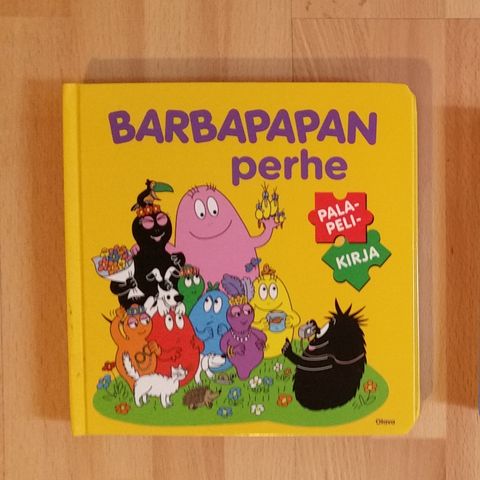 BARBAPAPAN
perhe
PALA-
PELI-
KIRJA
Otava